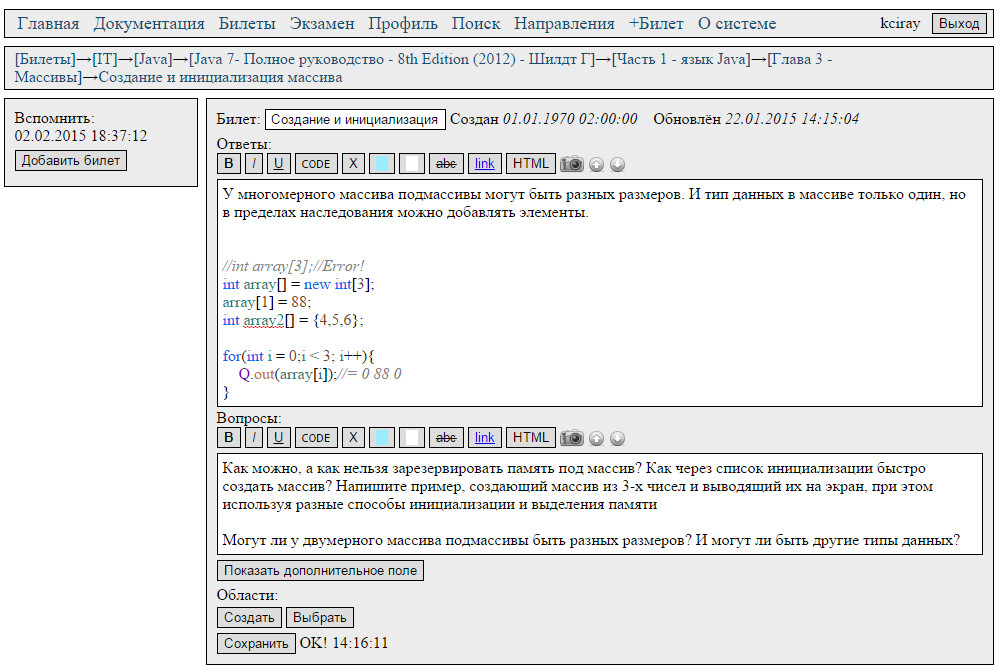 Главная Документация Билеты Экзамен Профиль Поиск Направления +Билет О системе kciray Выход
[Билеты]→[IT]→[Java]→[Java 7- Полное руководство - 8th Edition (2012) - Шилдт Г]→[Часть 1 - язык Java]→[Глава 3 -
Массивы]→Создание и инициализация массива
Вспомнить:
02.02.2015 18:37:12
Добавить билет
Билет: Создание и инициализация Создан 01.01.1970 02:00:00 Обновлён 22.01.2015 14:15:04
Ответы:
B I U CODE X abc link HTML
У многомерного массива подмассивы могут быть разных размеров. И тип данных в массиве только один, но
в пределах наследования можно добавлять элементы.
//int array[3];//Error!
int array[] = new int[3];
array[1] = 88;
int array2[] = {4,5,6};
for(int i = 0;i < 3; i++){
Q.out(array[i]);//= 0 88 0
}
Вопросы:
B I U CODE X abc link HTML
Как можно, а как нельзя зарезервировать память под массив? Как через список инициализации быстро
создать массив? Напишите пример, создающий массив из 3-х чисел и выводящий их на экран, при этом
используя разные способы инициализации и выделения памяти
Могут ли у двумерного массива подмассивы быть разных размеров? И могут ли быть другие типы данных?
Показать дополнительное поле
Области:
Создать Выбрать
Сохранить OK! 14:16:11